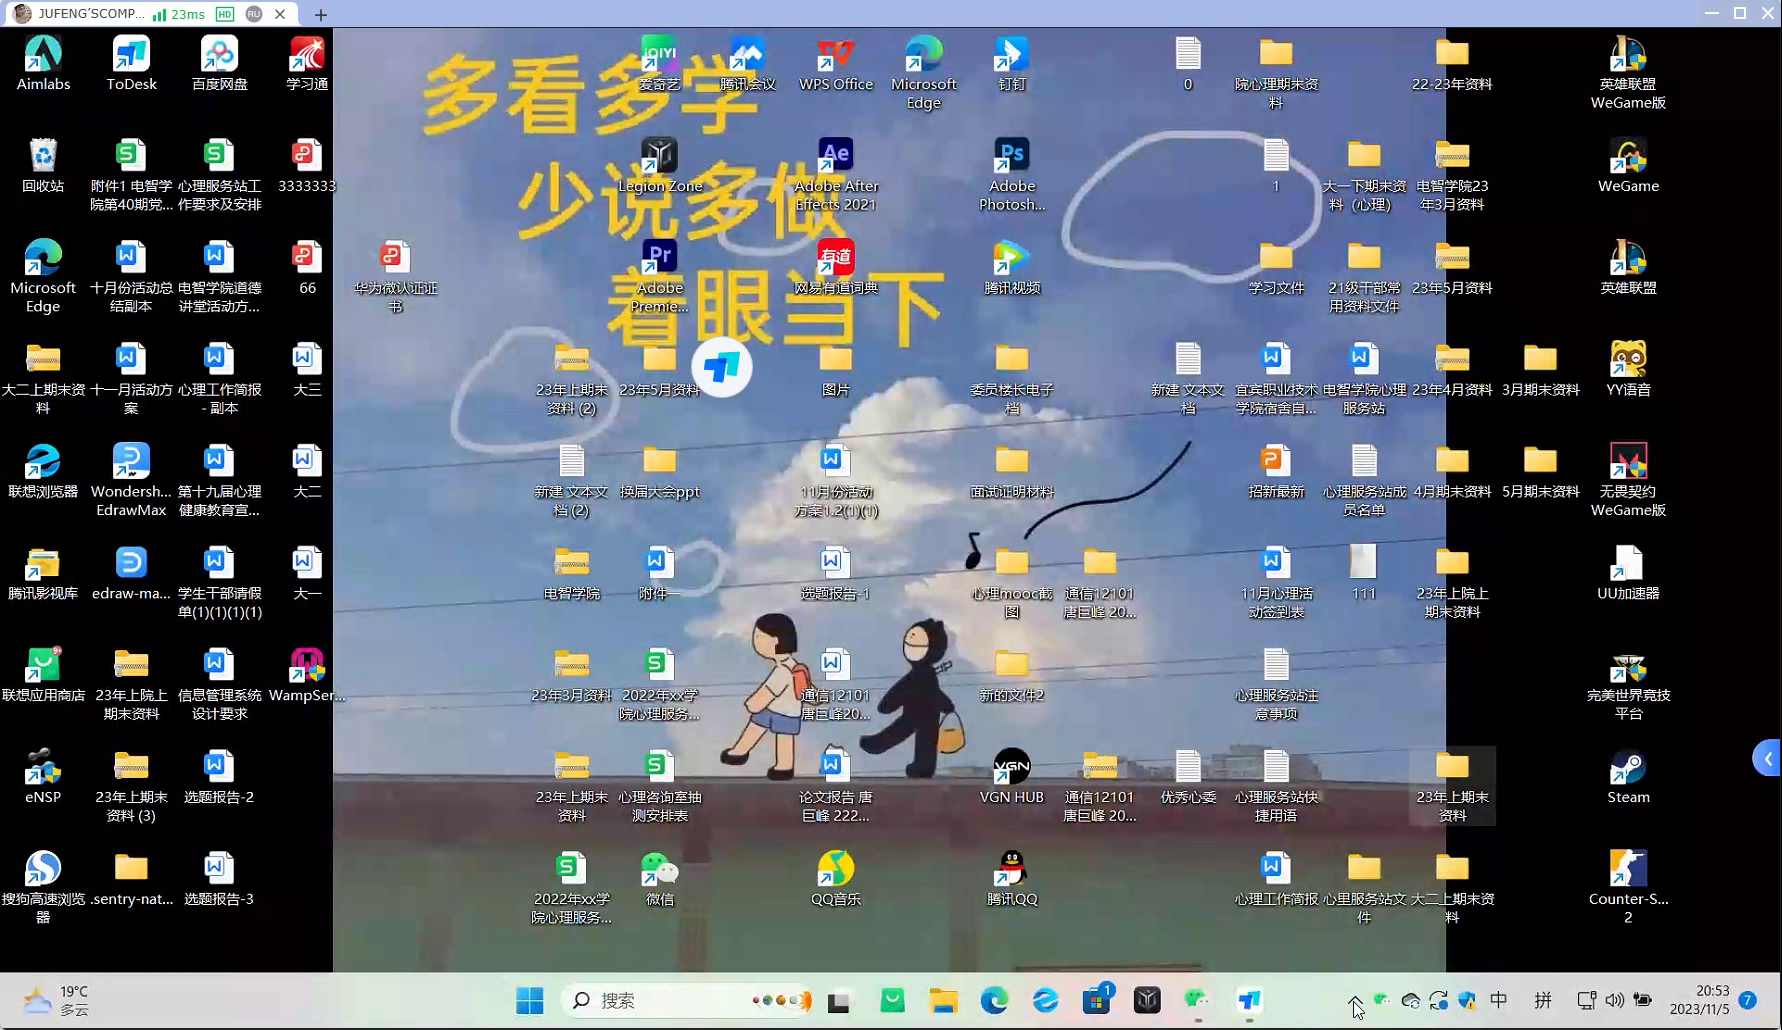 JUFENG'SCOMP... 23ms HD RU
多看多学
少说多做
着眼当下
Aimlabs
ToDesk
百度网盘
学习通
爱奇艺
腾讯会议
WPS Office
Microsoft
Edge
钉钉
0
院心理期末资
料
22-23年资料
英雄联盟
WeGame版
回收站
附件1 电智学
院第40期党...
心理服务站工
作要求及安排
3333333
Legion Zone
Adobe After
Effects 2021
Adobe
Photosh...
1
大一下期末资
料（心理）
电智学院23
年3月资料
WeGame
Microsoft
Edge
十月份活动总
结副本
电智学院道德
讲堂活动方...
66
华为微认证证
书
Adobe
Premie...
网易有道词典
腾讯视频
学习文件
21级干部常
用资料文件
23年5月资料
英雄联盟
大二上期末资
料
十一月活动方
案
心理工作简报
- 副本
大三
23年上期末
资料 (2)
23年5月资料
图片
委员楼长电子
档
新建 文本文
档
宜宾职业技术
学院宿舍自...
电智学院心理
服务站
23年4月资料
3月期末资料
YY语音
联想浏览器
Wondersh...
EdrawMax
第十九届心理
健康教育宣...
大二
新建 文本文
档 (2)
换届大会ppt
11月份活动
方案1.2(1)(1)
面试证明材料
招新最新
心理服务站成
员名单
4月期末资料
5月期末资料
无畏契约
WeGame版
腾讯影视库
edraw-ma...
学生干部请假
单(1)(1)(1)(1)
大一
电智学院
附件一
选题报告-1
心理mooc截
图
通信12101
唐巨峰 20...
11月心理活
动签到表
111
23年上院上
期末资料
UU加速器
联想应用商店
23年上院上
期末资料
信息管理系统
设计要求
WampSer...
23年3月资料
2022年xx学
院心理服务...
通信12101
唐巨峰20...
新的文件2
心理服务站注
意事项
完美世界竞技
平台
eNSP
23年上期末
资料 (3)
选题报告-2
23年上期末
资料
心理咨询室抽
测安排表
论文报告 唐
巨峰 222...
VGN
VGN HUB
通信12101
唐巨峰 20...
优秀心委
心理服务站快
捷用语
23年上期末
资料
Steam
搜狗高速浏览
器
.sentry-nat...
选题报告-3
2022年xx学
院心理服务...
微信
QQ音乐
腾讯QQ
心理工作简报
心里服务站文
件
大二上期末资
料
Counter-S...
2
19°C
多云
搜索
1
中
拼
20:53
2023/11/5
7